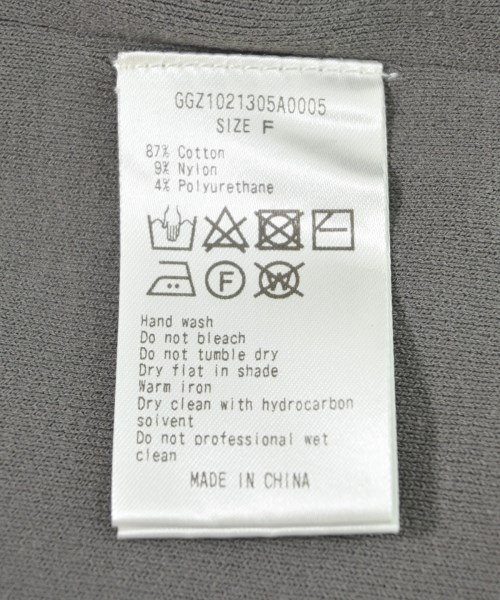 GGZ1021305A0005
SIZE F
87% Cotton
9% Nylon
4% Polyurethane
F W
Hand wash
Do not bleach
Do not tumble dry
Dry flat in shade
Warm iron
Dry clean with hydrocarbon
solvent
Do not professional wet
clean
MADE IN CHINA